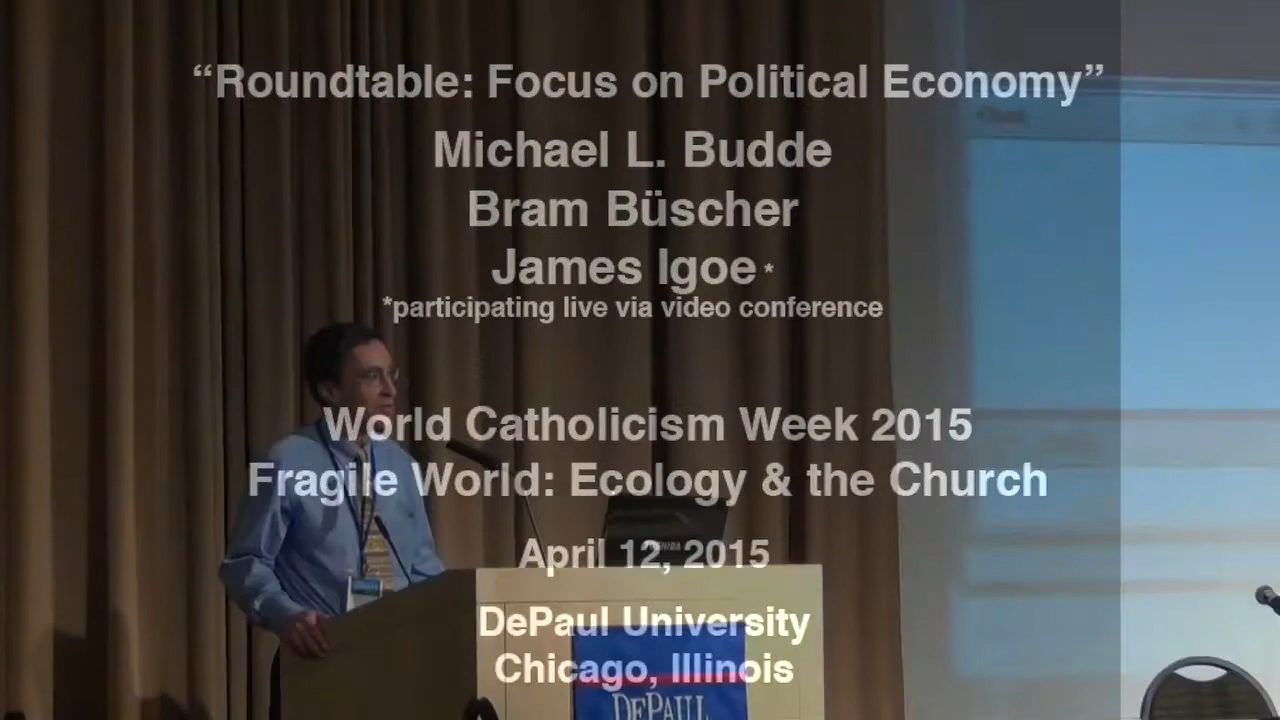 “Roundtable: Focus on Political Economy”
Michael L. Budde
Bram Büscher
James Igoe *
*participating live via video conference
World Catholicism Week 2015
Fragile World: Ecology & the Church
April 12, 2015
DePaul University
Chicago, Illinois
DEPAUL